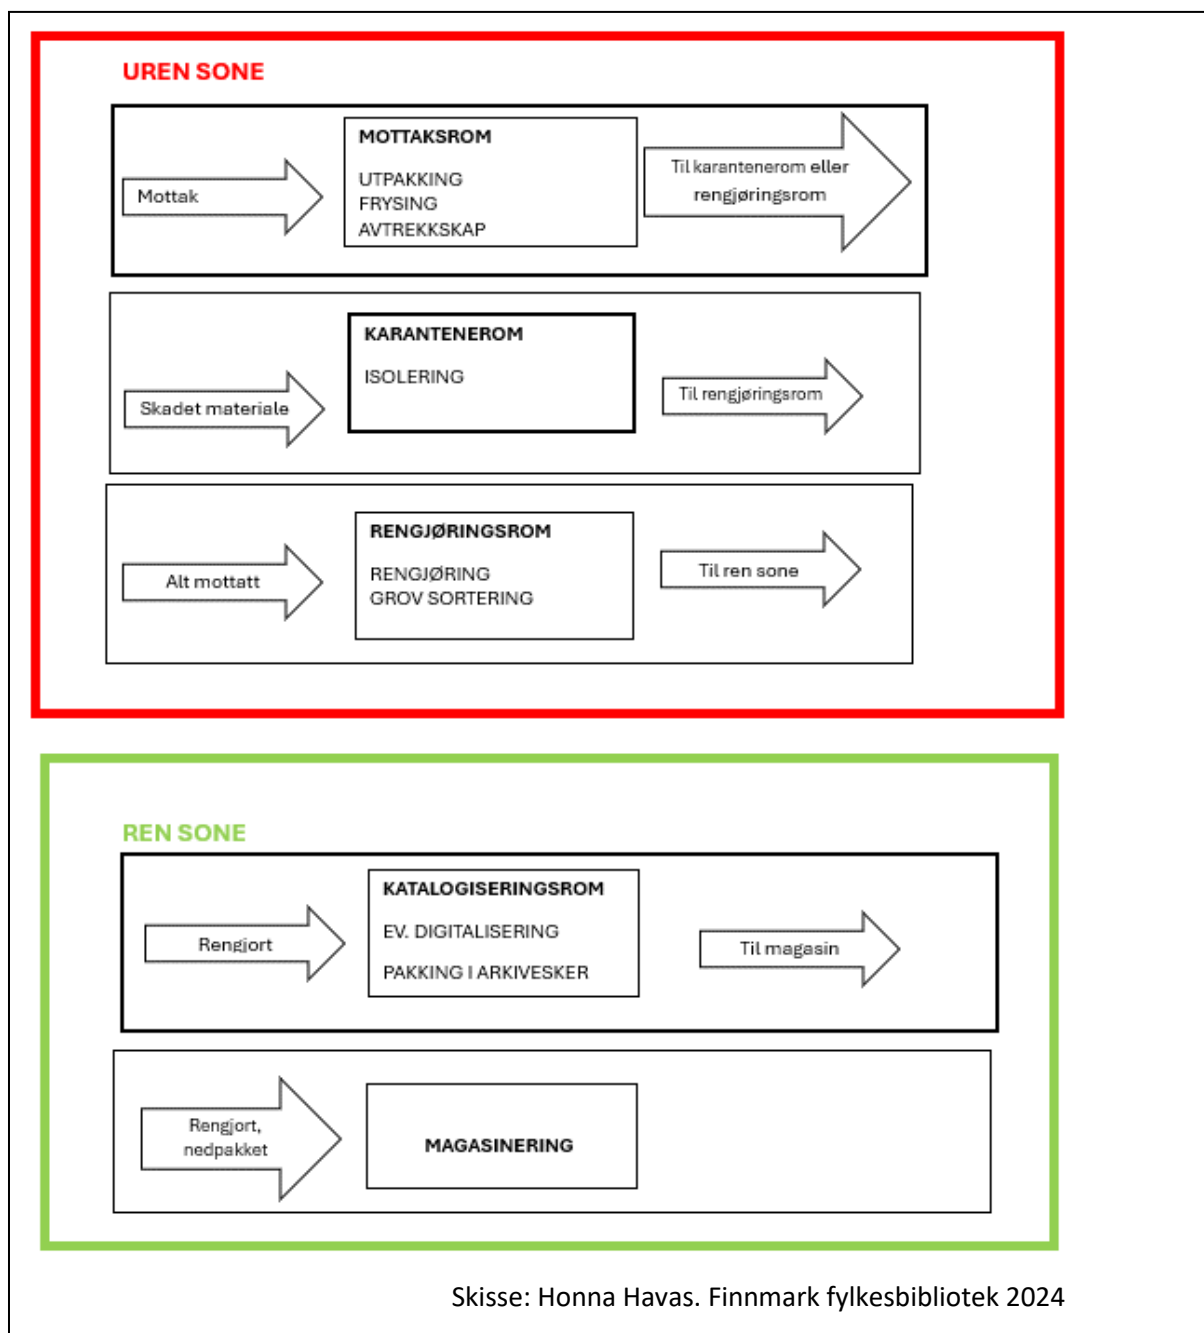 UREN SONE
Mottak
MOTTAKSROM
UTPAKKING
FRYSING
AVTREKKSKAP
Til karantenerom eller
rengjøringsrom
Skadet materiale
KARANTENEROM
ISOLERING
Til rengjøringsrom
Alt mottatt
RENGJØRINGSROM
RENGJØRING
GROV SORTERING
Til ren sone
REN SONE
Rengjort
KATALOGISERINGSROM
EV. DIGITALISERING
PAKKING I ARKIVESKER
Til magasin
Rengjort,
nedpakket
MAGASINERING
Skisse: Honna Havas. Finnmark fylkesbibliotek 2024